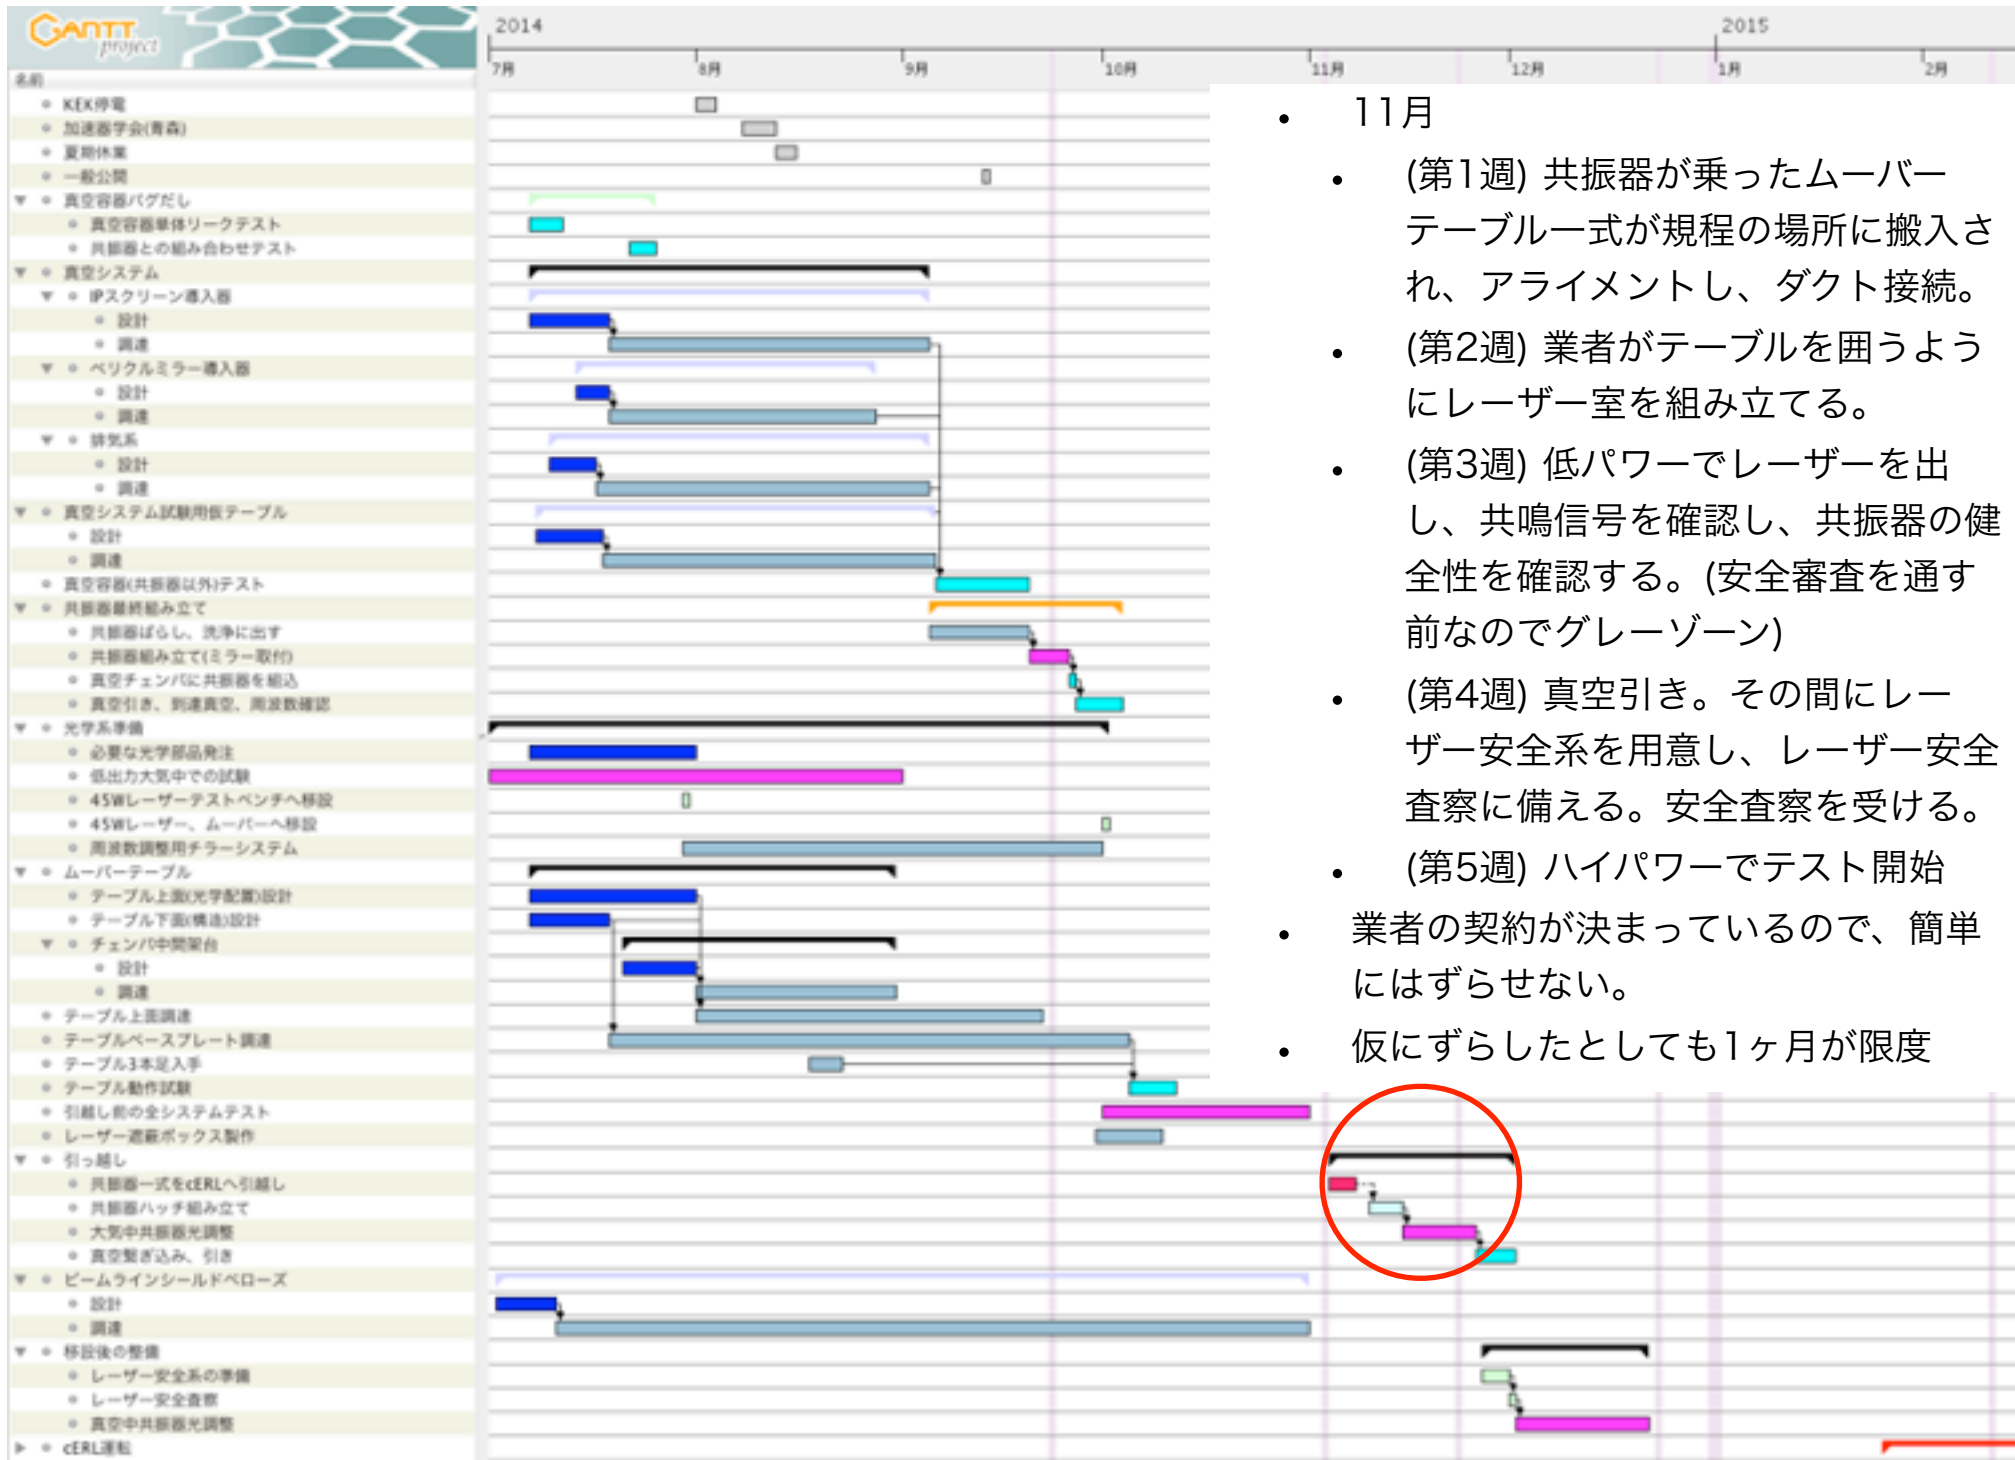 GANTT
project
2014
2015
7月
8月
9月
10月
11月
12月
1月
2月
名前
KEK停電
加速器学会(青森)
夏期休業
一般公開
真空容器バグだし
真空容器単体リークテスト
共振器との組み合わせテスト
真空システム
IPスクリーン導入器
設計
調達
ペリクルミラー導入器
設計
調達
排気系
設計
調達
真空システム試験用仮テーブル
設計
調達
真空容器(共振器以外)テスト
共振器最終組み立て
共振器ばらし、洗浄に出す
共振器組み立て(ミラー取付)
真空チェンバに共振器を組込
真空引き、到達真空、周波数確認
光学系準備
必要な光学部品発注
低出力大気中での試験
45Wレーザーテストベンチへ移設
45Wレーザー、ムーバーへ移設
周波数調整用チラーシステム
ムーバーテーブル
テーブル上面(光学配置)設計
テーブル下面(構造)設計
チェンバ中間架台
設計
調達
テーブル上面調達
テーブルベースプレート調達
テーブル3本足入手
テーブル動作試験
引越し前の全システムテスト
レーザー遮蔽ボックス製作
引っ越し
共振器一式をcERLへ引越し
共振器ハッチ組み立て
大気中共振器光調整
真空繋ぎ込み、引き
ビームラインシールドベローズ
設計
調達
移設後の整備
レーザー安全系の準備
レーザー安全査察
真空中共振器光調整
cERL運転
• 11月
• (第1週) 共振器が乗ったムーバー
テーブル一式が規程の場所に搬入さ
れ、アライメントし、ダクト接続。
• (第2週) 業者がテーブルを囲うよう
にレーザー室を組み立てる。
• (第3週) 低パワーでレーザーを出
し、共鳴信号を確認し、共振器の健
全性を確認する。(安全審査を通す
前なのでグレーゾーン)
• (第4週) 真空引き。その間にレー
ザー安全系を用意し、レーザー安全
査察に備える。安全査察を受ける。
• (第5週) ハイパワーでテスト開始
• 業者の契約が決まっているので、簡単
にはずらせない。
• 仮にずらしたとしても1ヶ月が限度